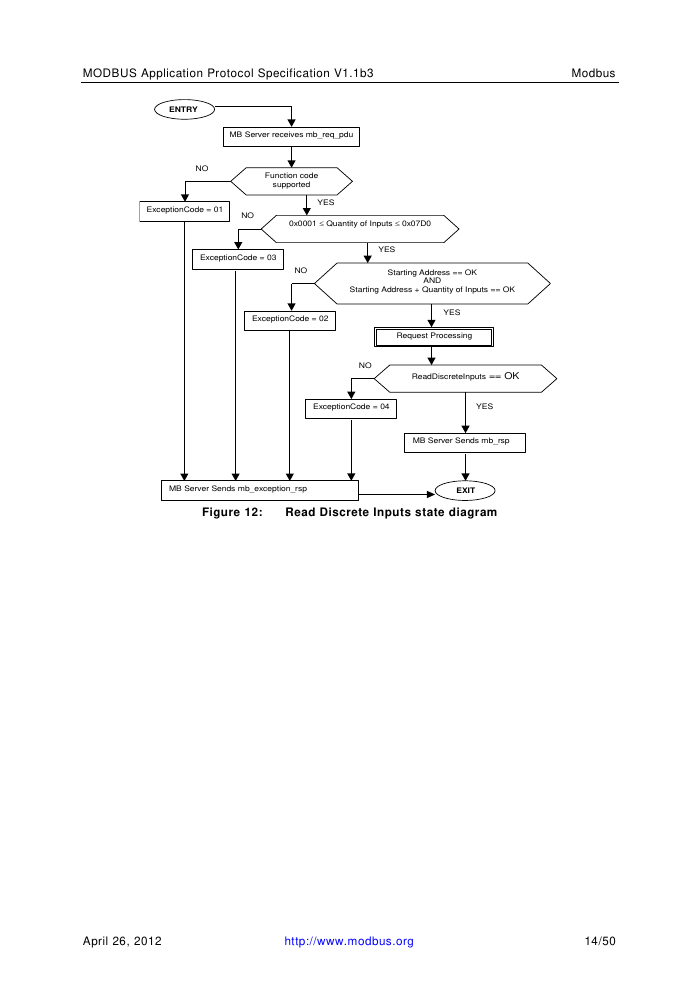 MODBUS Application Protocol Specification V1.1b3 Modbus
ENTRY
MB Server receives mb_req_pdu
NO
Function code
supported
YES
ExceptionCode = 01
NO
0x0001 ≤ Quantity of Inputs ≤ 0x07D0
YES
ExceptionCode = 03
NO
Starting Address == OK
AND
Starting Address + Quantity of Inputs == OK
YES
ExceptionCode = 02
Request Processing
NO
ReadDiscreteInputs == OK
YES
ExceptionCode = 04
MB Server Sends mb_rsp
MB Server Sends mb_exception_rsp
EXIT
Figure 12: Read Discrete Inputs state diagram
April 26, 2012 http://www.modbus.org 14/50